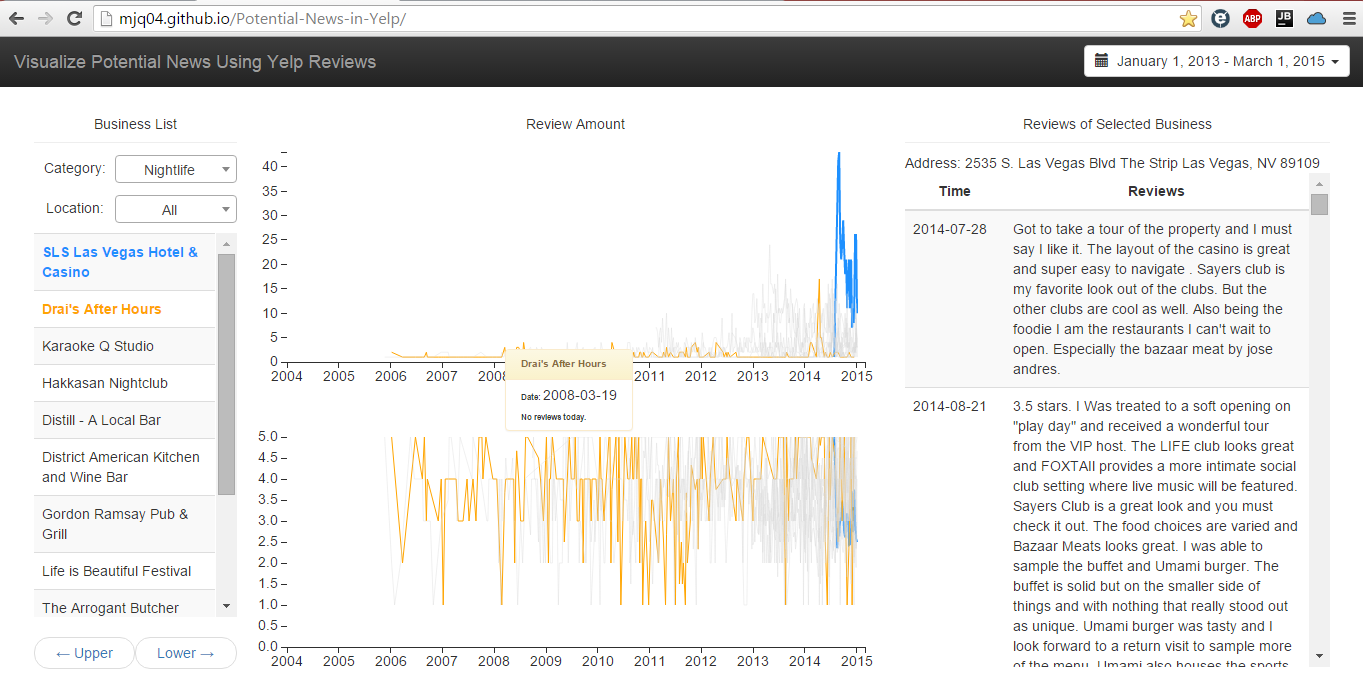 mjq04.github.io/Potential-News-in-Yelp/
ABP
JB
Visualize Potential News Using Yelp Reviews
January 1, 2013 - March 1, 2015
Business List
Category:
Nightlife
Location:
All
SLS Las Vegas Hotel &
Casino
Drai's After Hours
Karaoke Q Studio
Hakkasan Nightclub
Distill - A Local Bar
District American Kitchen
and Wine Bar
Gordon Ramsay Pub &
Grill
Life is Beautiful Festival
The Arrogant Butcher
← Upper
Lower →
Review Amount
40
35
30
25
20
15
10
5
0
2004 2005 2006 2007 2008 2011 2012 2013 2014 2015
Drai's After Hours
Date: 2008-03-19
No reviews today.
5.0
4.5
4.0
3.5
3.0
2.5
2.0
1.5
1.0
0.5
0.0
2004 2005 2006 2007 2008 2009 2010 2011 2012 2013 2014 2015
Reviews of Selected Business
Address: 2535 S. Las Vegas Blvd The Strip Las Vegas, NV 89109
Time Reviews
2014-07-28
Got to take a tour of the property and I must
say I like it. The layout of the casino is great
and super easy to navigate . Sayers club is
my favorite look out of the clubs. But the
other clubs are cool as well. Also being the
foodie I am the restaurants I can't wait to
open. Especially the bazaar meat by jose
andres.
2014-08-21
3.5 stars. I Was treated to a soft opening on
"play day" and received a wonderful tour
from the VIP host. The LIFE club looks great
and FOXTAIl provides a more intimate social
club setting where live music will be featured.
Sayers Club is a great look and you must
check it out. The food choices are varied and
Bazaar Meats looks great. I was able to
sample the buffet and Umami burger. The
buffet is solid but on the smaller side of
things and with nothing that really stood out
as unique. Umami burger was tasty and I
look forward to a return visit to sample more
of the menu. Umami also houses the sports